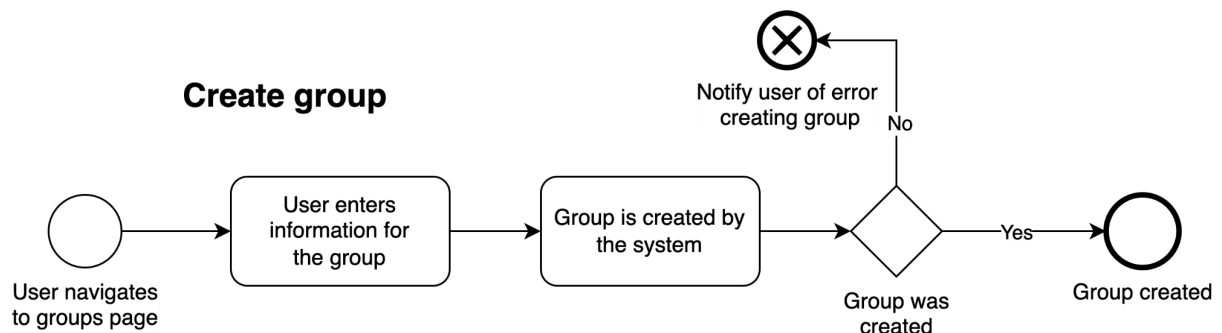 Create group
User navigates
to groups page
User enters
information for
the group
Group is created by
the system
Group was
created
No
Notify user of error
creating group
Yes
Group created